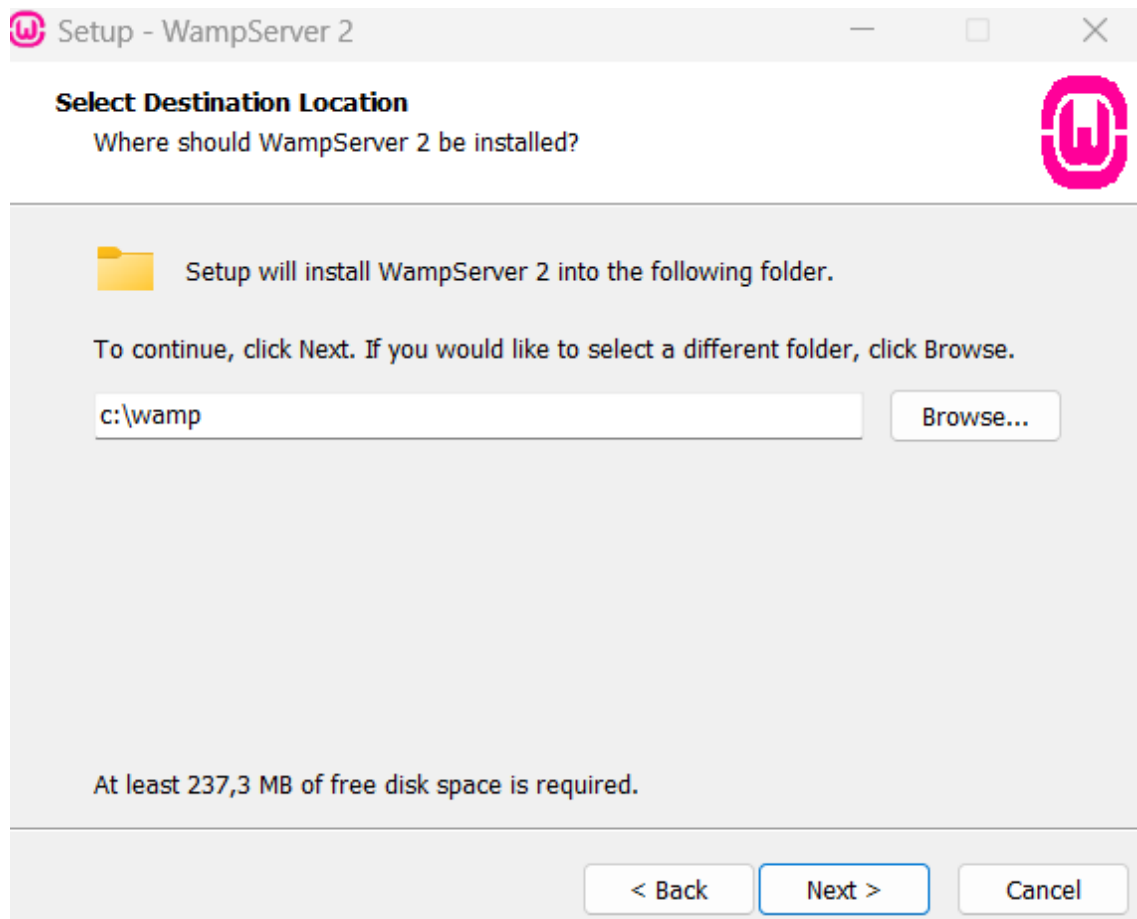 Setup - WampServer 2
Select Destination Location
Where should WampServer 2 be installed?
Setup will install WampServer 2 into the following folder.
To continue, click Next. If you would like to select a different folder, click Browse.
c:\wamp
Browse...
At least 237,3 MB of free disk space is required.
< Back
Next >
Cancel